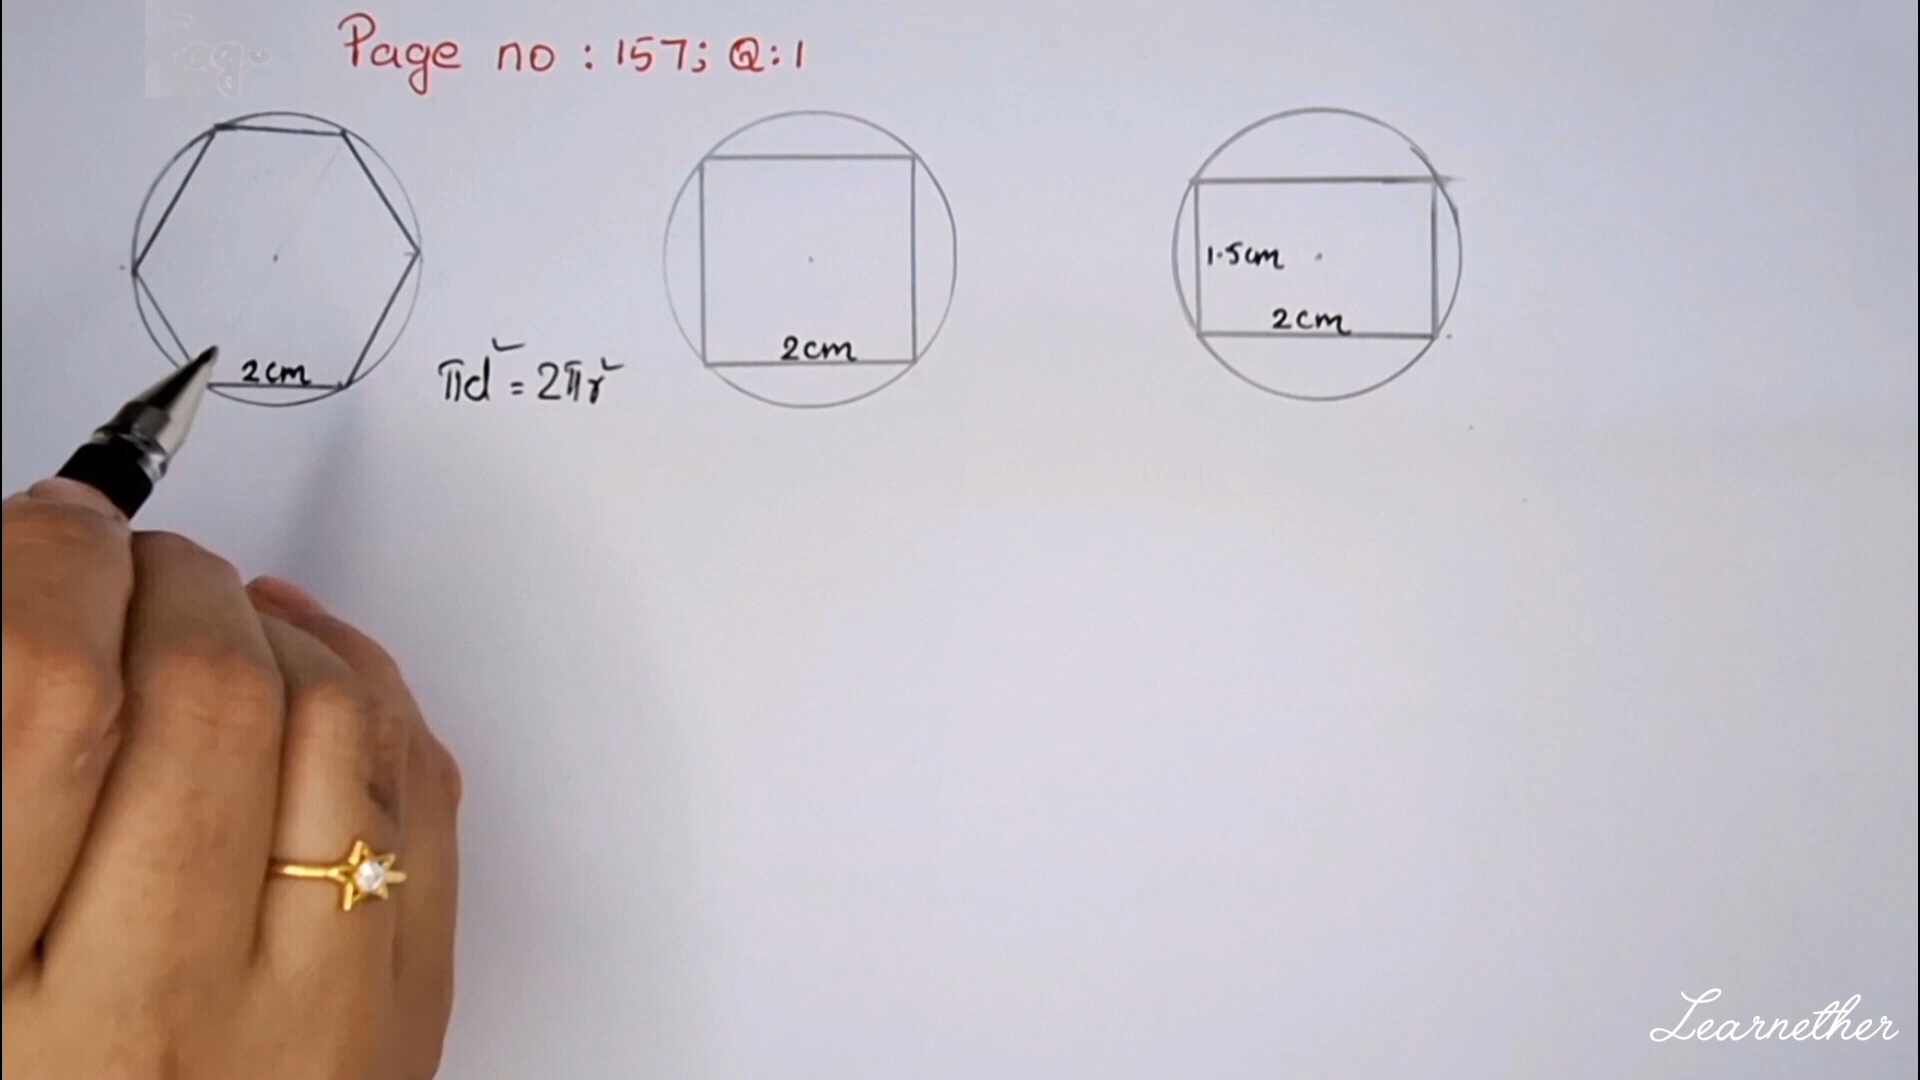 Page no : 157; Q:1
2cm
πd = 2πr
2cm
1.5cm
2cm
Learnether